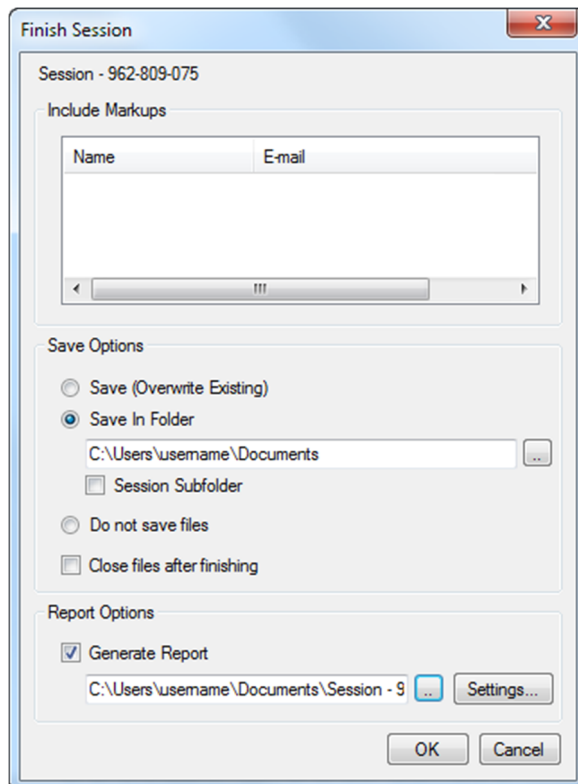 Finish Session
Session - 962-809-075
Include Markups
Name E-mail
Save Options
Save (Overwrite Existing)
Save In Folder
C:\Users\username\Documents ..
Session Subfolder
Do not save files
Close files after finishing
Report Options
Generate Report
C:\Users\username\Documents\Session - 9 .. Settings...
OK Cancel